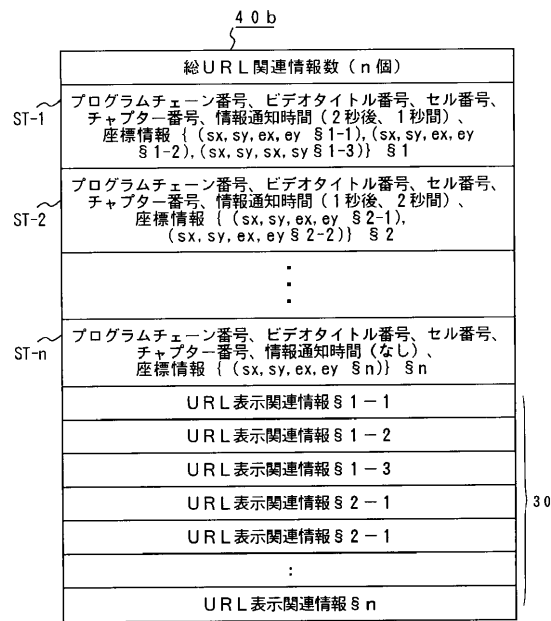 40b
総URL関連情報数(n個)
ST-1
プログラムチェーン番号、ビデオタイトル番号、セル番号、
チャプター番号、情報通知時間(2秒後、1秒間)、
座標情報 { (sx, sy, ex, ey §1-1), (sx, sy, ex, ey
§1-2), (sx, sy, sx, sy§1-3)} §1
ST-2
プログラムチェーン番号、ビデオタイトル番号、セル番号、
チャプター番号、情報通知時間(1秒後、2秒間)、
座標情報 { (sx, sy, ex, ey §2-1),
(sx, sy, ex, ey§2-2)} §2
ST-n
プログラムチェーン番号、ビデオタイトル番号、セル番号、
チャプター番号、情報通知時間(なし)、
座標情報 { (sx, sy, ex, ey §n)} §n
URL表示関連情報§1-1
URL表示関連情報§1-2
URL表示関連情報§1-3
URL表示関連情報§2-1
URL表示関連情報§2-1
:
URL表示関連情報§n
30